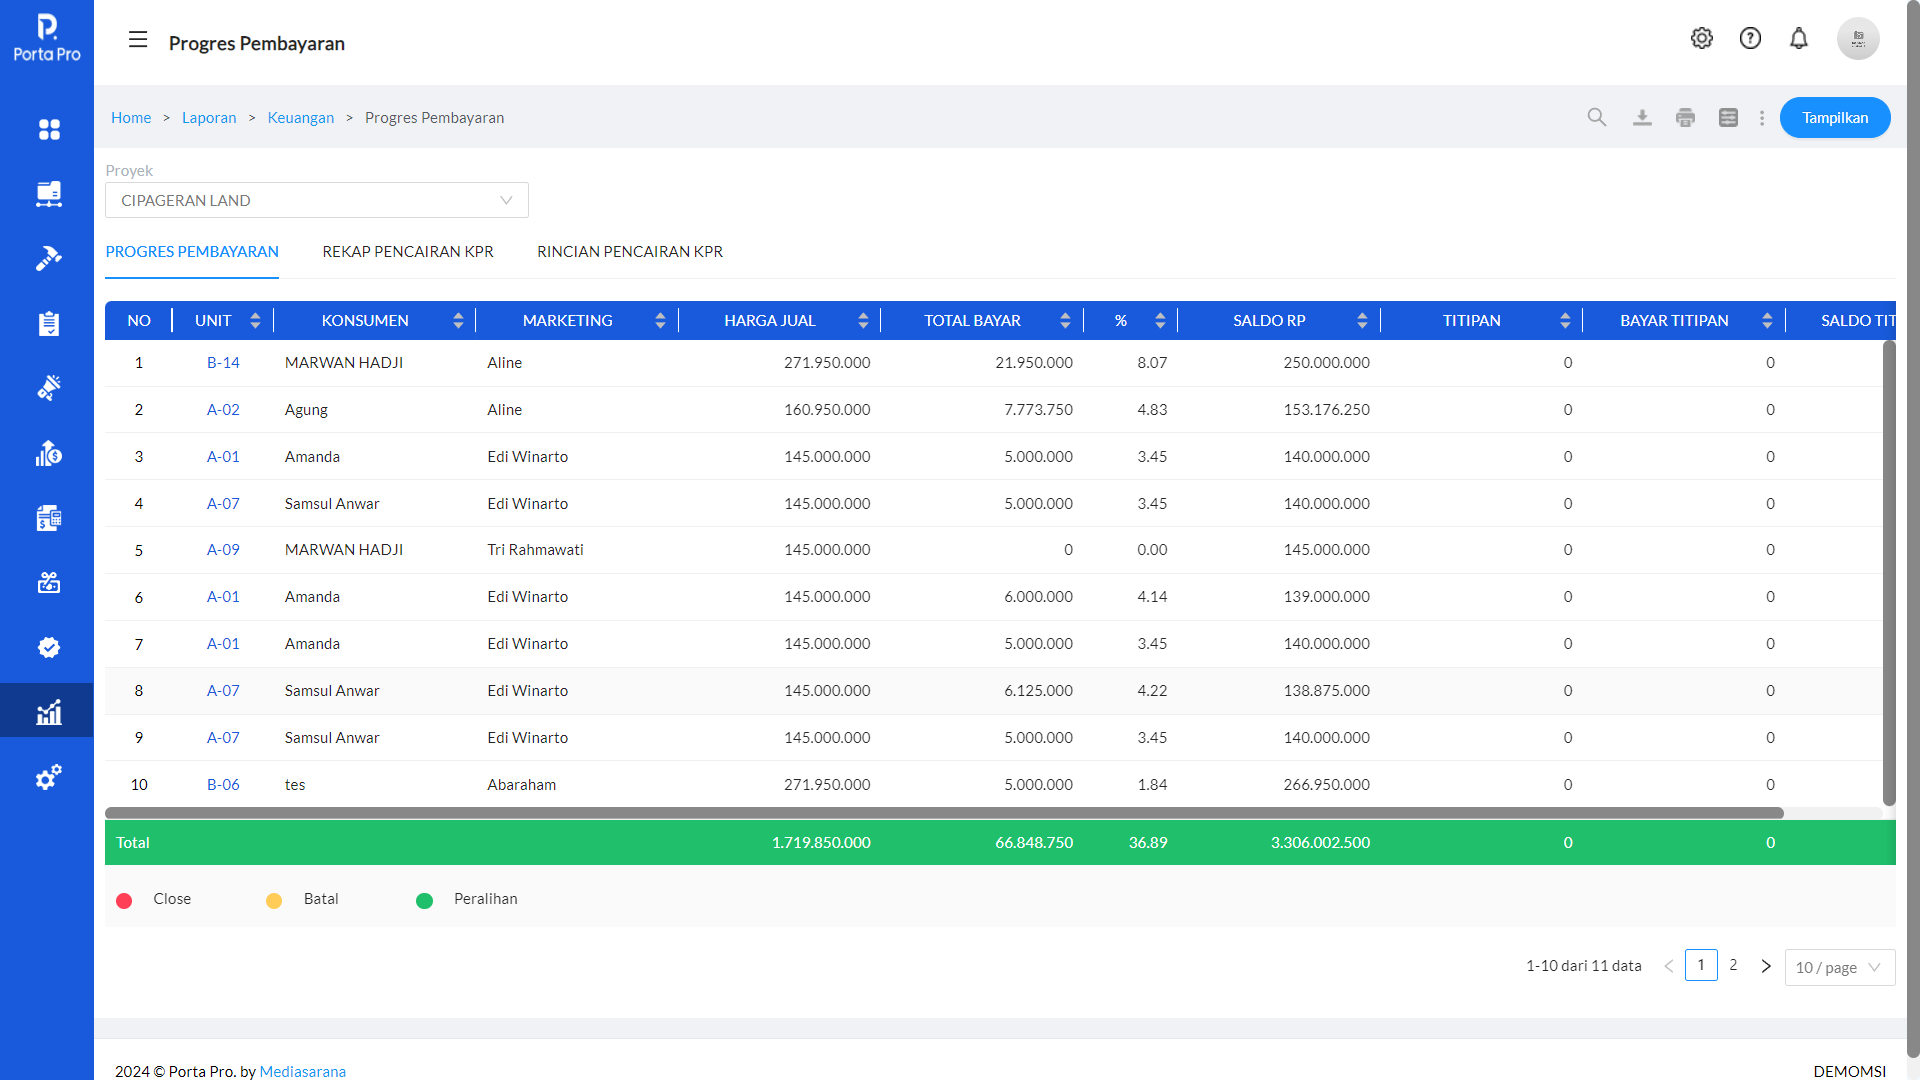 Porta Pro
Progres Pembayaran
Home > Laporan > Keuangan > Progres Pembayaran
Tampilkan
Proyek
CIPAGERAN LAND
PROGRES PEMBAYARAN REKAP PENCAIRAN KPR RINCIAN PENCAIRAN KPR
NO UNIT KONSUMEN MARKETING HARGA JUAL TOTAL BAYAR % SALDO RP TITIPAN BAYAR TITIPAN SALDO TIT
1 B-14 MARWAN HADJI Aline 271.950.000 21.950.000 8.07 250.000.000 0 0
2 A-02 Agung Aline 160.950.000 7.773.750 4.83 153.176.250 0 0
3 A-01 Amanda Edi Winarto 145.000.000 5.000.000 3.45 140.000.000 0 0
4 A-07 Samsul Anwar Edi Winarto 145.000.000 5.000.000 3.45 140.000.000 0 0
5 A-09 MARWAN HADJI Tri Rahmawati 145.000.000 0 0.00 145.000.000 0 0
6 A-01 Amanda Edi Winarto 145.000.000 6.000.000 4.14 139.000.000 0 0
7 A-01 Amanda Edi Winarto 145.000.000 5.000.000 3.45 140.000.000 0 0
8 A-07 Samsul Anwar Edi Winarto 145.000.000 6.125.000 4.22 138.875.000 0 0
9 A-07 Samsul Anwar Edi Winarto 145.000.000 5.000.000 3.45 140.000.000 0 0
10 B-06 tes Abaraham 271.950.000 5.000.000 1.84 266.950.000 0 0
Total 1.719.850.000 66.848.750 36.89 3.306.002.500 0 0
Close Batal Peralihan
1-10 dari 11 data 1 2 10 / page
2024 © Porta Pro. by Mediasarana DEMOMSI